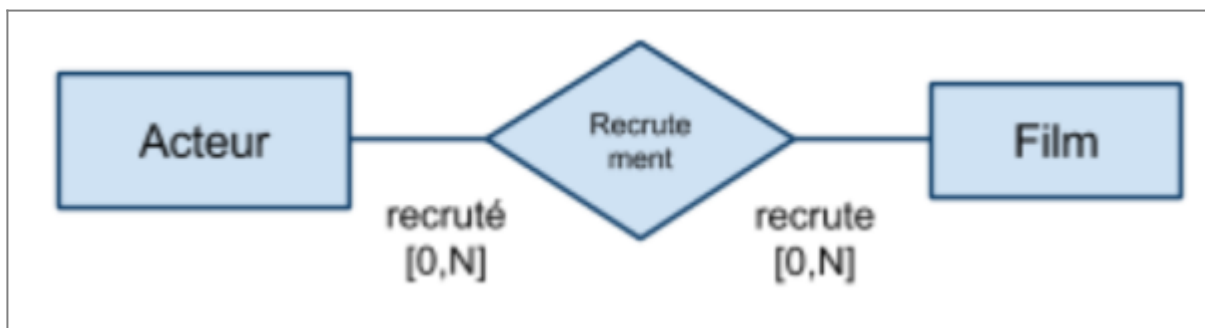 Acteur
Recrute
ment
Film
recruté
[0,N]
recrute
[0,N]